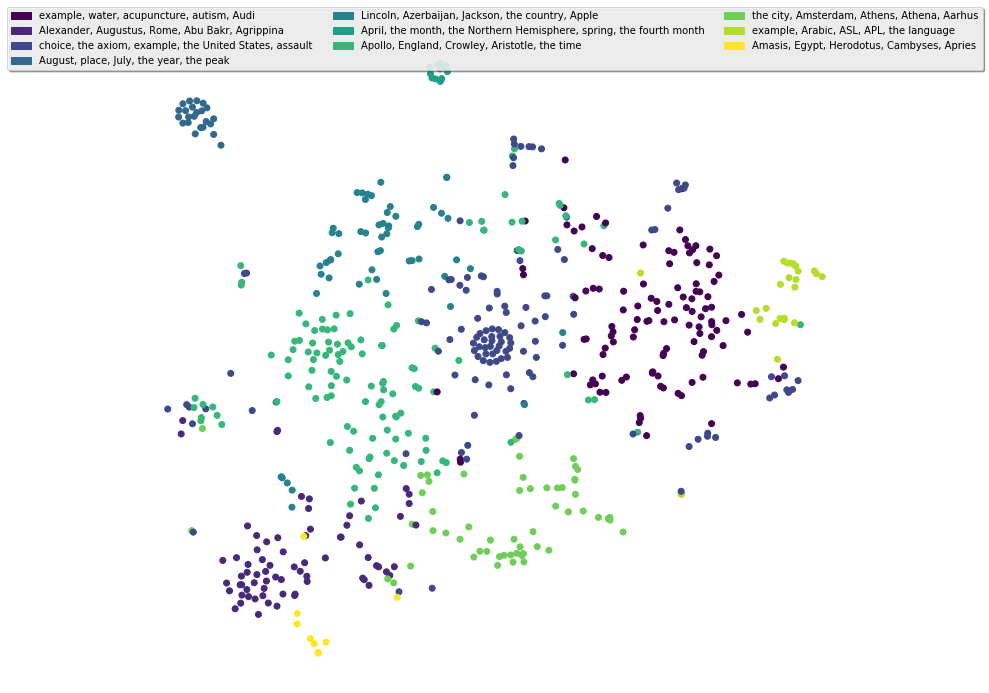 example, water, acupuncture, autism, Audi
Alexander, Augustus, Rome, Abu Bakr, Agrippina
choice, the axiom, example, the United States, assault
August, place, July, the year, the peak
Lincoln, Azerbaijan, Jackson, the country, Apple
April, the month, the Northern Hemisphere, spring, the fourth month
Apollo, England, Crowley, Aristotle, the time
the city, Amsterdam, Athens, Athena, Aarhus
example, Arabic, ASL, APL, the language
Amasis, Egypt, Herodotus, Cambyses, Apries